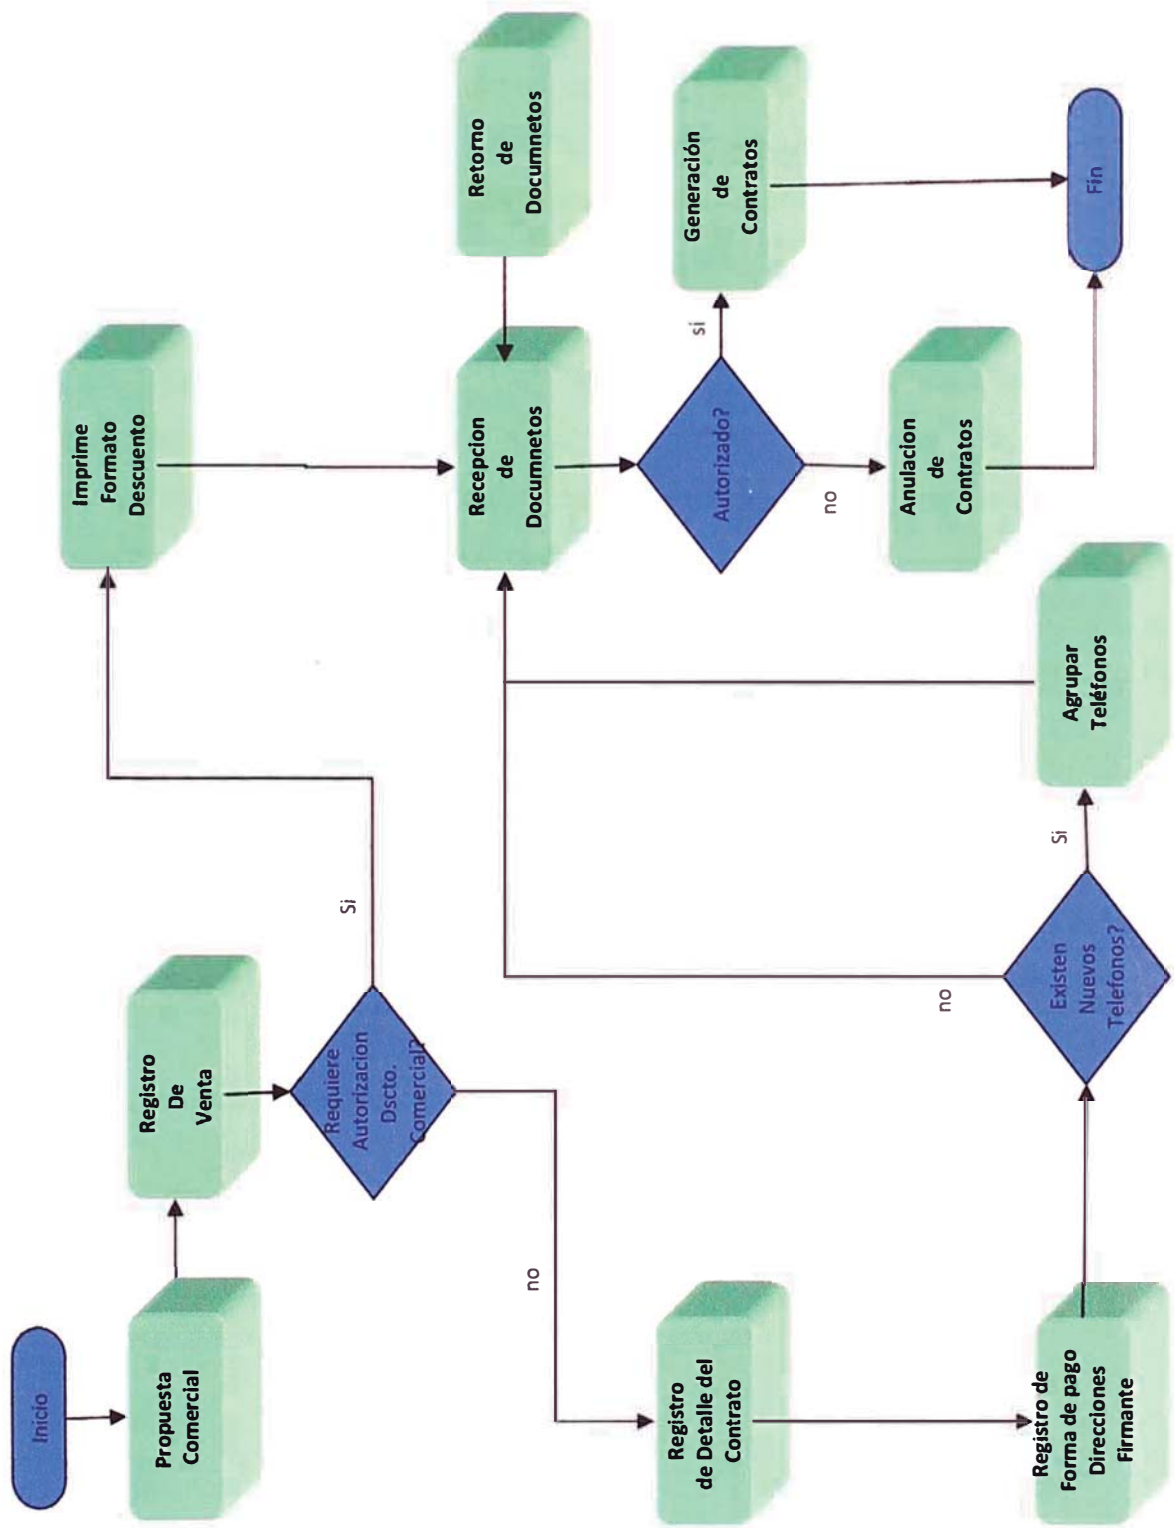 Inicio
Propuesta
Comercial
Registro
De
Venta
Requiere
Autorizacion
Dscto.
Comercial?
Si
no
Imprime
Formato
Descuento
Registro
de Detalle del
Contrato
Registro de
Forma de pago
Direcciones
Firmante
Existen
Nuevos
Telefonos?
Si
no
Agrupar
Teléfonos
Recepcion
de
Documnetos
Retorno
de
Documnetos
Autorizado?
si
no
Generación
de
Contratos
Anulacion
de
Contratos
Fin